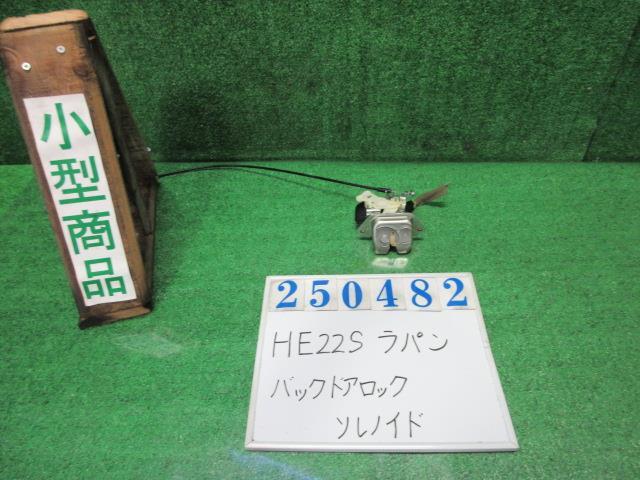 小型商品
250482
HE22S ラパン
バックドアロック
ソレノイド